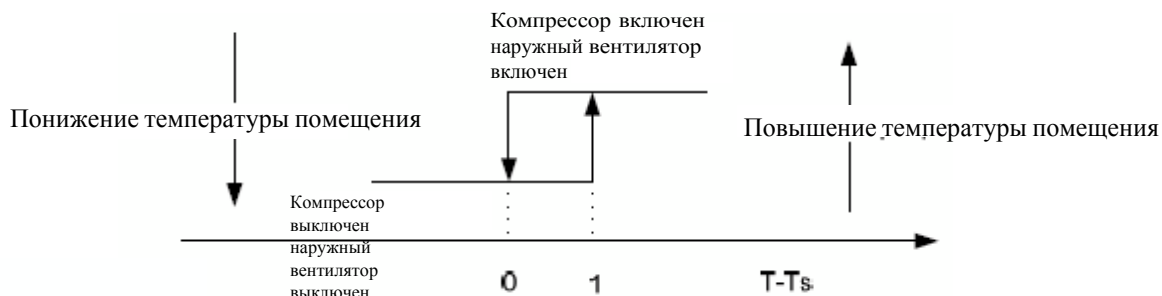 Компрессор включен
наружный вентилятор
включен
Понижение температуры помещения
Повышение температуры помещения
Компрессор
выключен
наружный
вентилятор
выключен
0
1
T-Ts